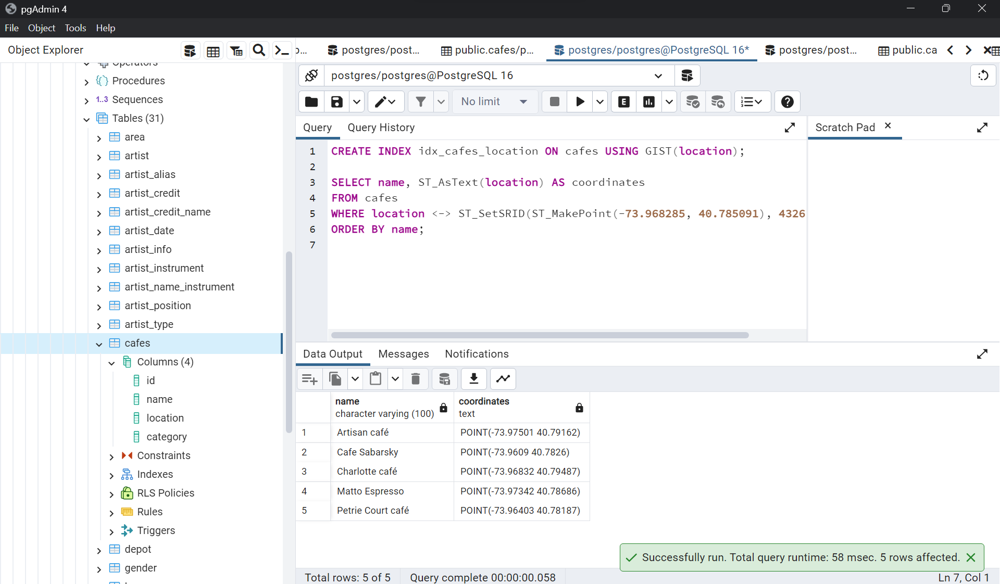 pgAdmin 4
File Object Tools Help
Object Explorer
postgres/post...
public.cafes/p...
postgres/postgres@PostgreSQL 16*
postgres/post...
public.ca
Operators
Procedures
1..3 Sequences
Tables (31)
area
artist
artist_alias
artist_credit
artist_credit_name
artist_date
artist_info
artist_instrument
artist_name_instrument
artist_position
artist_type
cafes
Columns (4)
id
name
location
category
Constraints
Indexes
RLS Policies
Rules
Triggers
depot
gender
postgres/postgres@PostgreSQL 16
No limit
E
Query Query History
Scratch Pad
1 CREATE INDEX idx_cafes_location ON cafes USING GIST(location);
2
3 SELECT name, ST_AsText(location) AS coordinates
4 FROM cafes
5 WHERE location <-> ST_SetSRID(ST_MakePoint(-73.968285, 40.785091), 4326
6 ORDER BY name;
7
Data Output Messages Notifications
name coordinates
character varying (100) text
1 Artisan café POINT(-73.97501 40.79162)
2 Cafe Sabarsky POINT(-73.9609 40.7826)
3 Charlotte café POINT(-73.96832 40.79487)
4 Matto Espresso POINT(-73.97342 40.78686)
5 Petrie Court café POINT(-73.96403 40.78187)
Successfully run. Total query runtime: 58 msec. 5 rows affected.
Total rows: 5 of 5 Query complete 00:00:00.058 Ln 7, Col 1